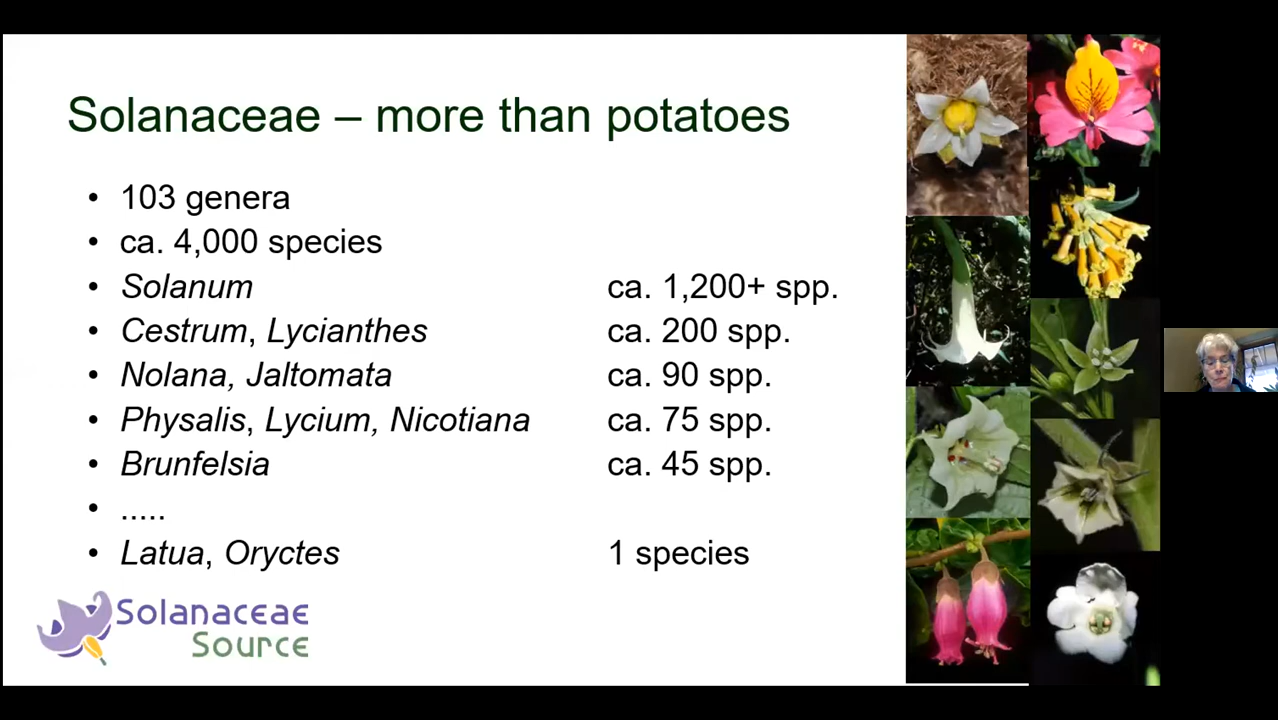 Solanaceae – more than potatoes
• 103 genera
• ca. 4,000 species
• Solanum ca. 1,200+ spp.
• Cestrum, Lycianthes ca. 200 spp.
• Nolana, Jaltomata ca. 90 spp.
• Physalis, Lycium, Nicotiana ca. 75 spp.
• Brunfelsia ca. 45 spp.
• .....
• Latua, Oryctes 1 species
Solanaceae
Source